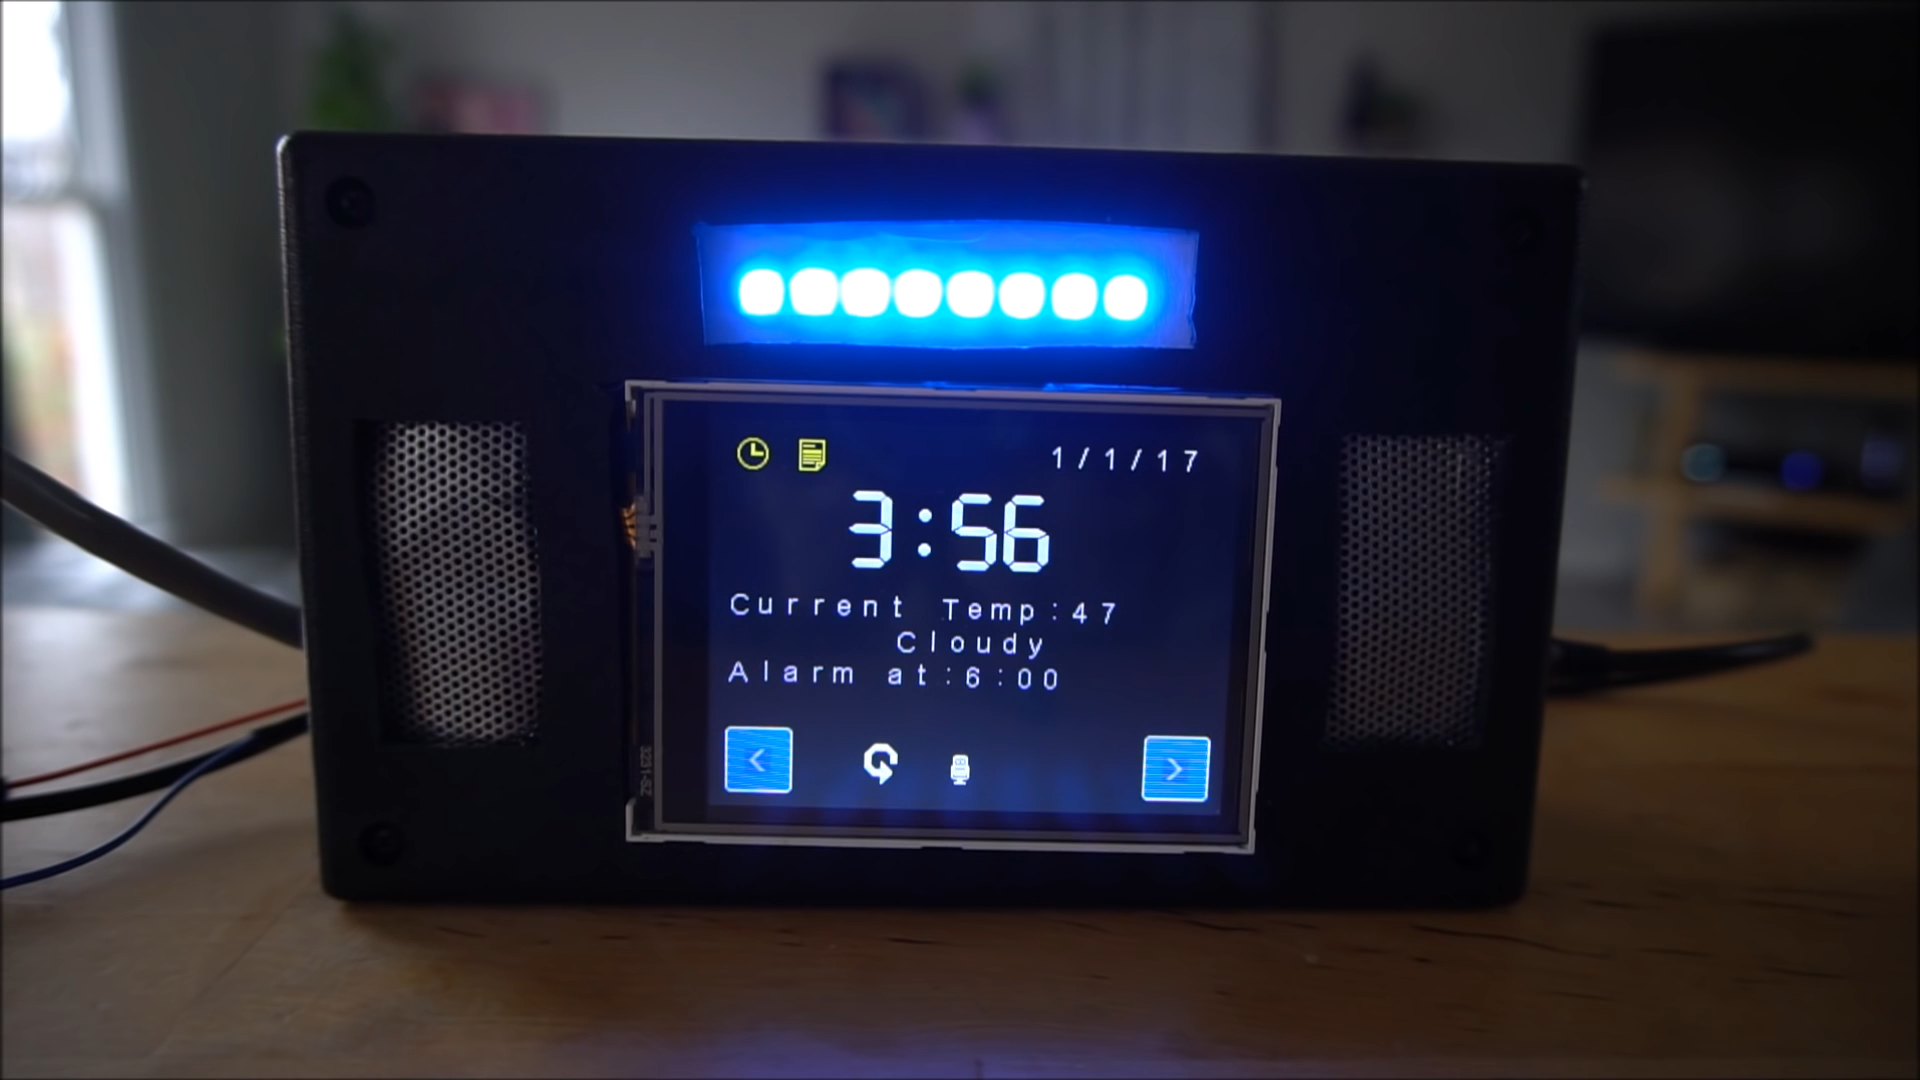 1/1/17
3:56
Current Temp:47
Cloudy
Alarm at:6:00
<
>